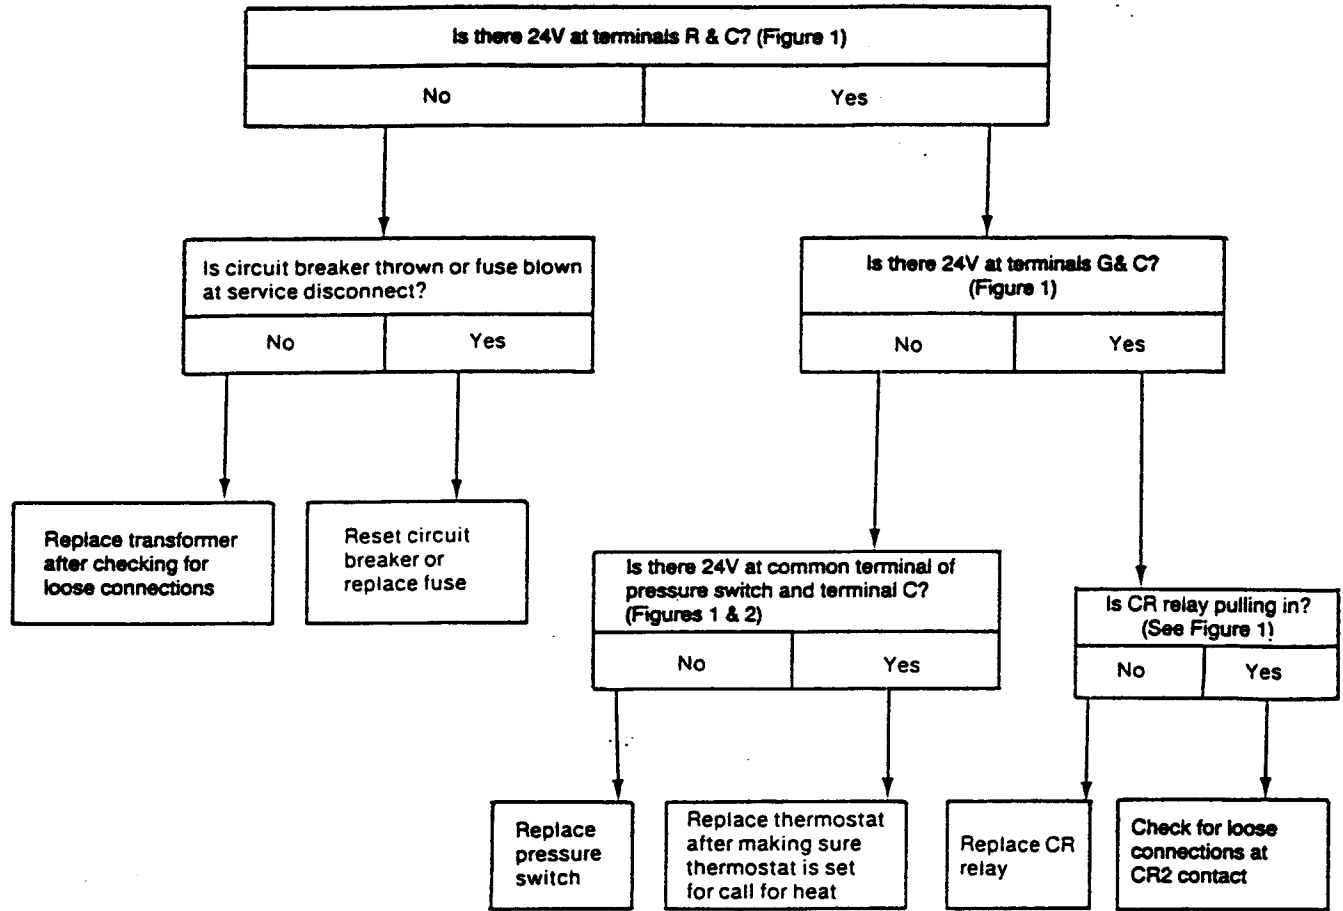 Is there 24V at terminals R & C? (Figure 1)
No
Yes
Is circuit breaker thrown or fuse blown
at service disconnect?
No
Yes
Is there 24V at terminals G& C?
(Figure 1)
No
Yes
Replace transformer
after checking for
loose connections
Reset circuit
breaker or
replace fuse
Is there 24V at common terminal of
pressure switch and terminal C?
(Figures 1 & 2)
No
Yes
Is CR relay pulling in?
(See Figure 1)
No
Yes
Replace
pressure
switch
Replace thermostat
after making sure
thermostat is set
for call for heat
Replace CR
relay
Check for loose
connections at
CR2 contact